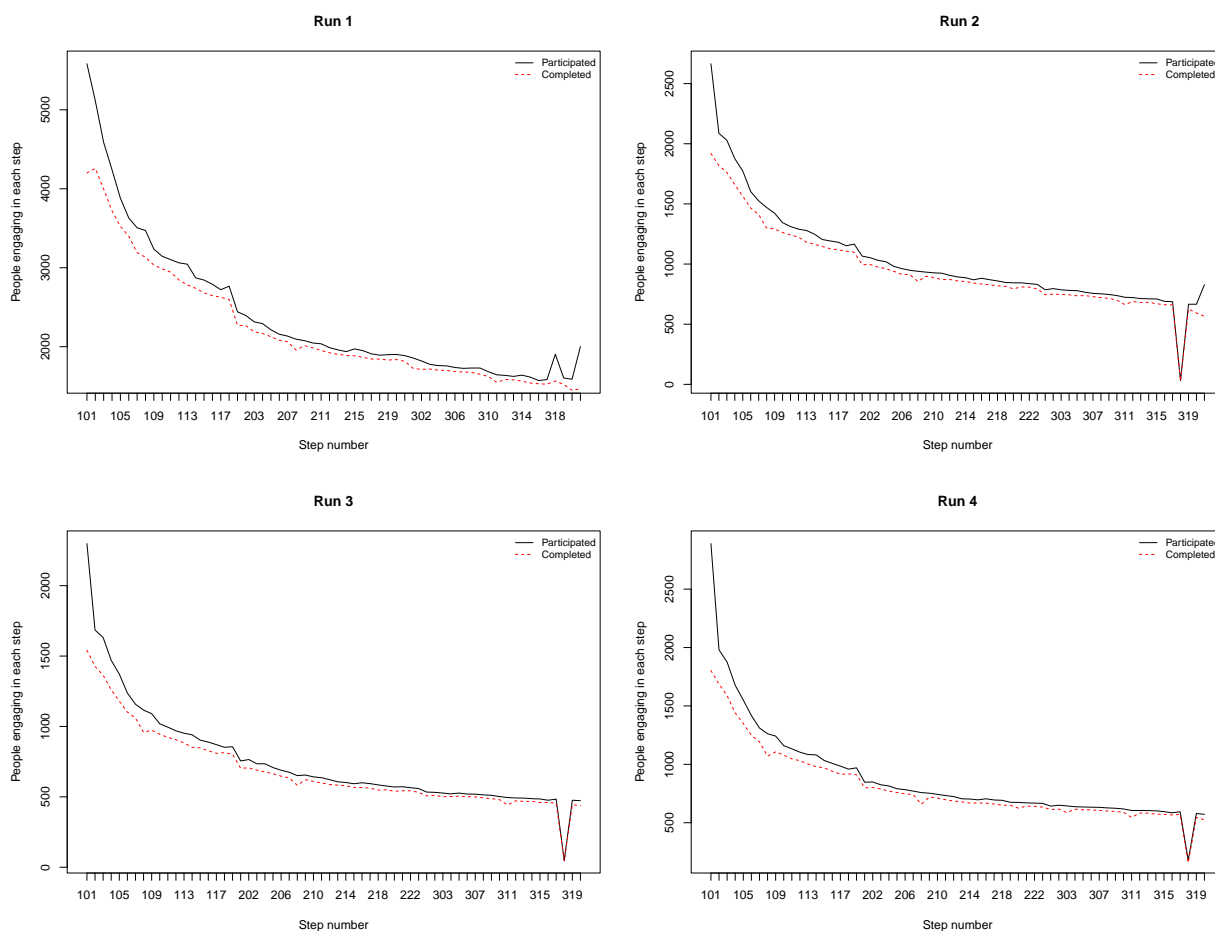 Run 1
Participated
Completed
People engaging in each step
5000
4000
3000
2000
101 105 109 113 117 203 207 211 215 219 302 306 310 314 318
Step number
Run 2
Participated
Completed
People engaging in each step
2500
2000
1500
1000
500
0
101 105 109 113 117 202 206 210 214 218 222 303 307 311 315 319
Step number
Run 3
Participated
Completed
People engaging in each step
2000
1500
1000
500
0
101 105 109 113 117 202 206 210 214 218 222 303 307 311 315 319
Step number
Run 4
Participated
Completed
People engaging in each step
2500
2000
1500
1000
500
101 105 109 113 117 202 206 210 214 218 222 303 307 311 315 319
Step number